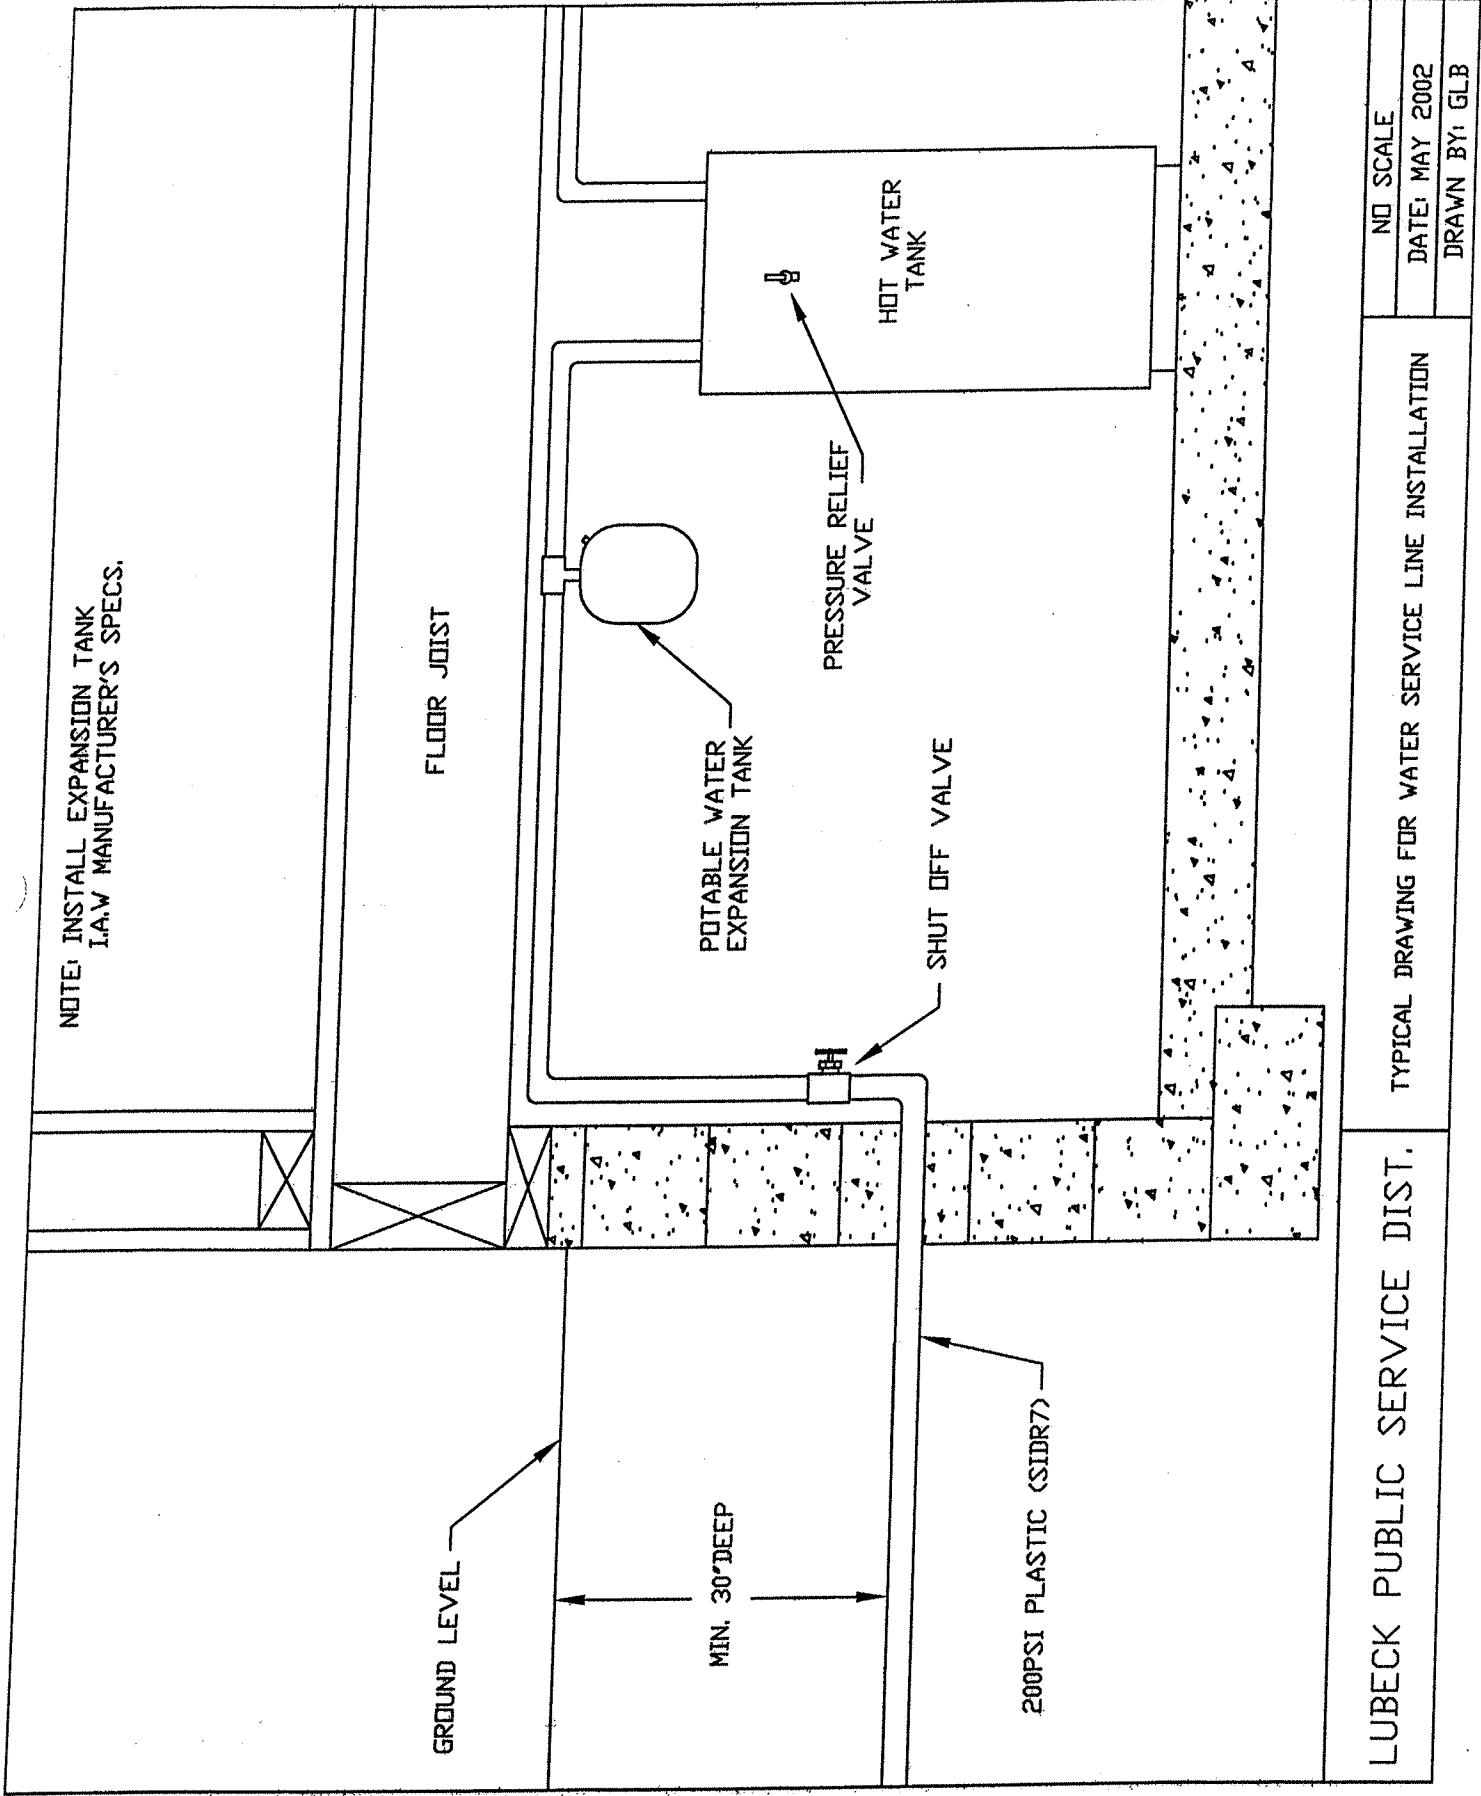 NOTE: INSTALL EXPANSION TANK
I.A.W MANUFACTURER'S SPECS.
FLOOR JOIST
GROUND LEVEL
POTABLE WATER
EXPANSION TANK
MIN. 30"DEEP
PRESSURE RELIEF
VALVE
HOT WATER
TANK
SHUT OFF VALVE
200PSI PLASTIC (SIDR7)
LUBECK PUBLIC SERVICE DIST.
TYPICAL DRAWING FOR WATER SERVICE LINE INSTALLATION
NO SCALE
DATE: MAY 2002
DRAWN BY: GLB